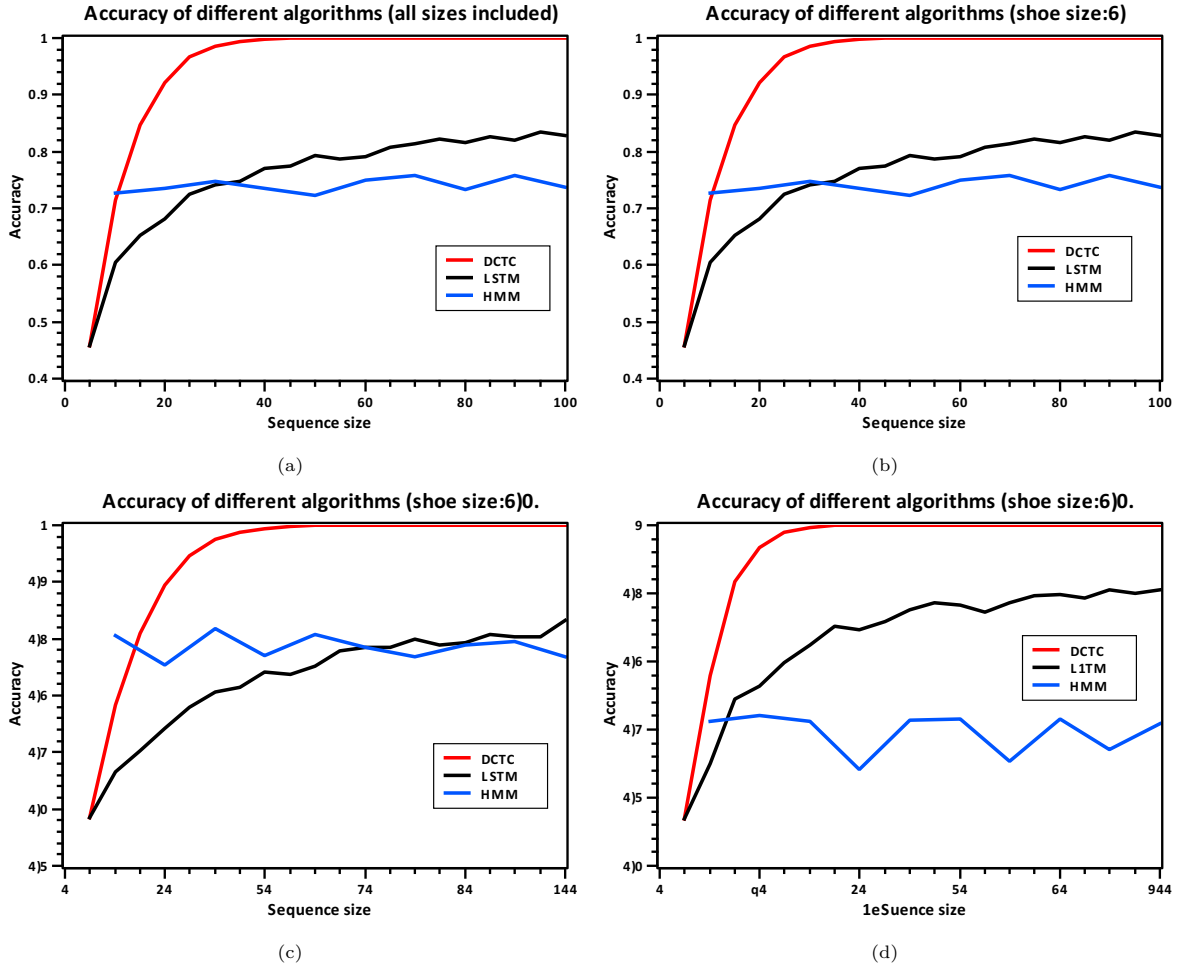 Accuracy of different algorithms (all sizes included)
1
0.9
0.8
0.7
0.6
0.5
0.4
Accuracy
DCTC
LSTM
HMM
0 20 40 60 80 100
Sequence size
(a)
Accuracy of different algorithms (shoe size:6)
1
0.9
0.8
0.7
0.6
0.5
0.4
Accuracy
DCTC
LSTM
HMM
0 20 40 60 80 100
Sequence size
(b)
Accuracy of different algorithms (shoe size:6)0.
1
4)9
4)8
4)6
4)7
4)0
4)5
Accuracy
DCTC
LSTM
HMM
4 24 54 74 84 144
Sequence size
(c)
Accuracy of different algorithms (shoe size:6)0.
9
4)8
4)6
4)7
4)5
4)0
Accuracy
DCTC
L1TM
HMM
4 q4 24 54 64 944
1eSuence size
(d)